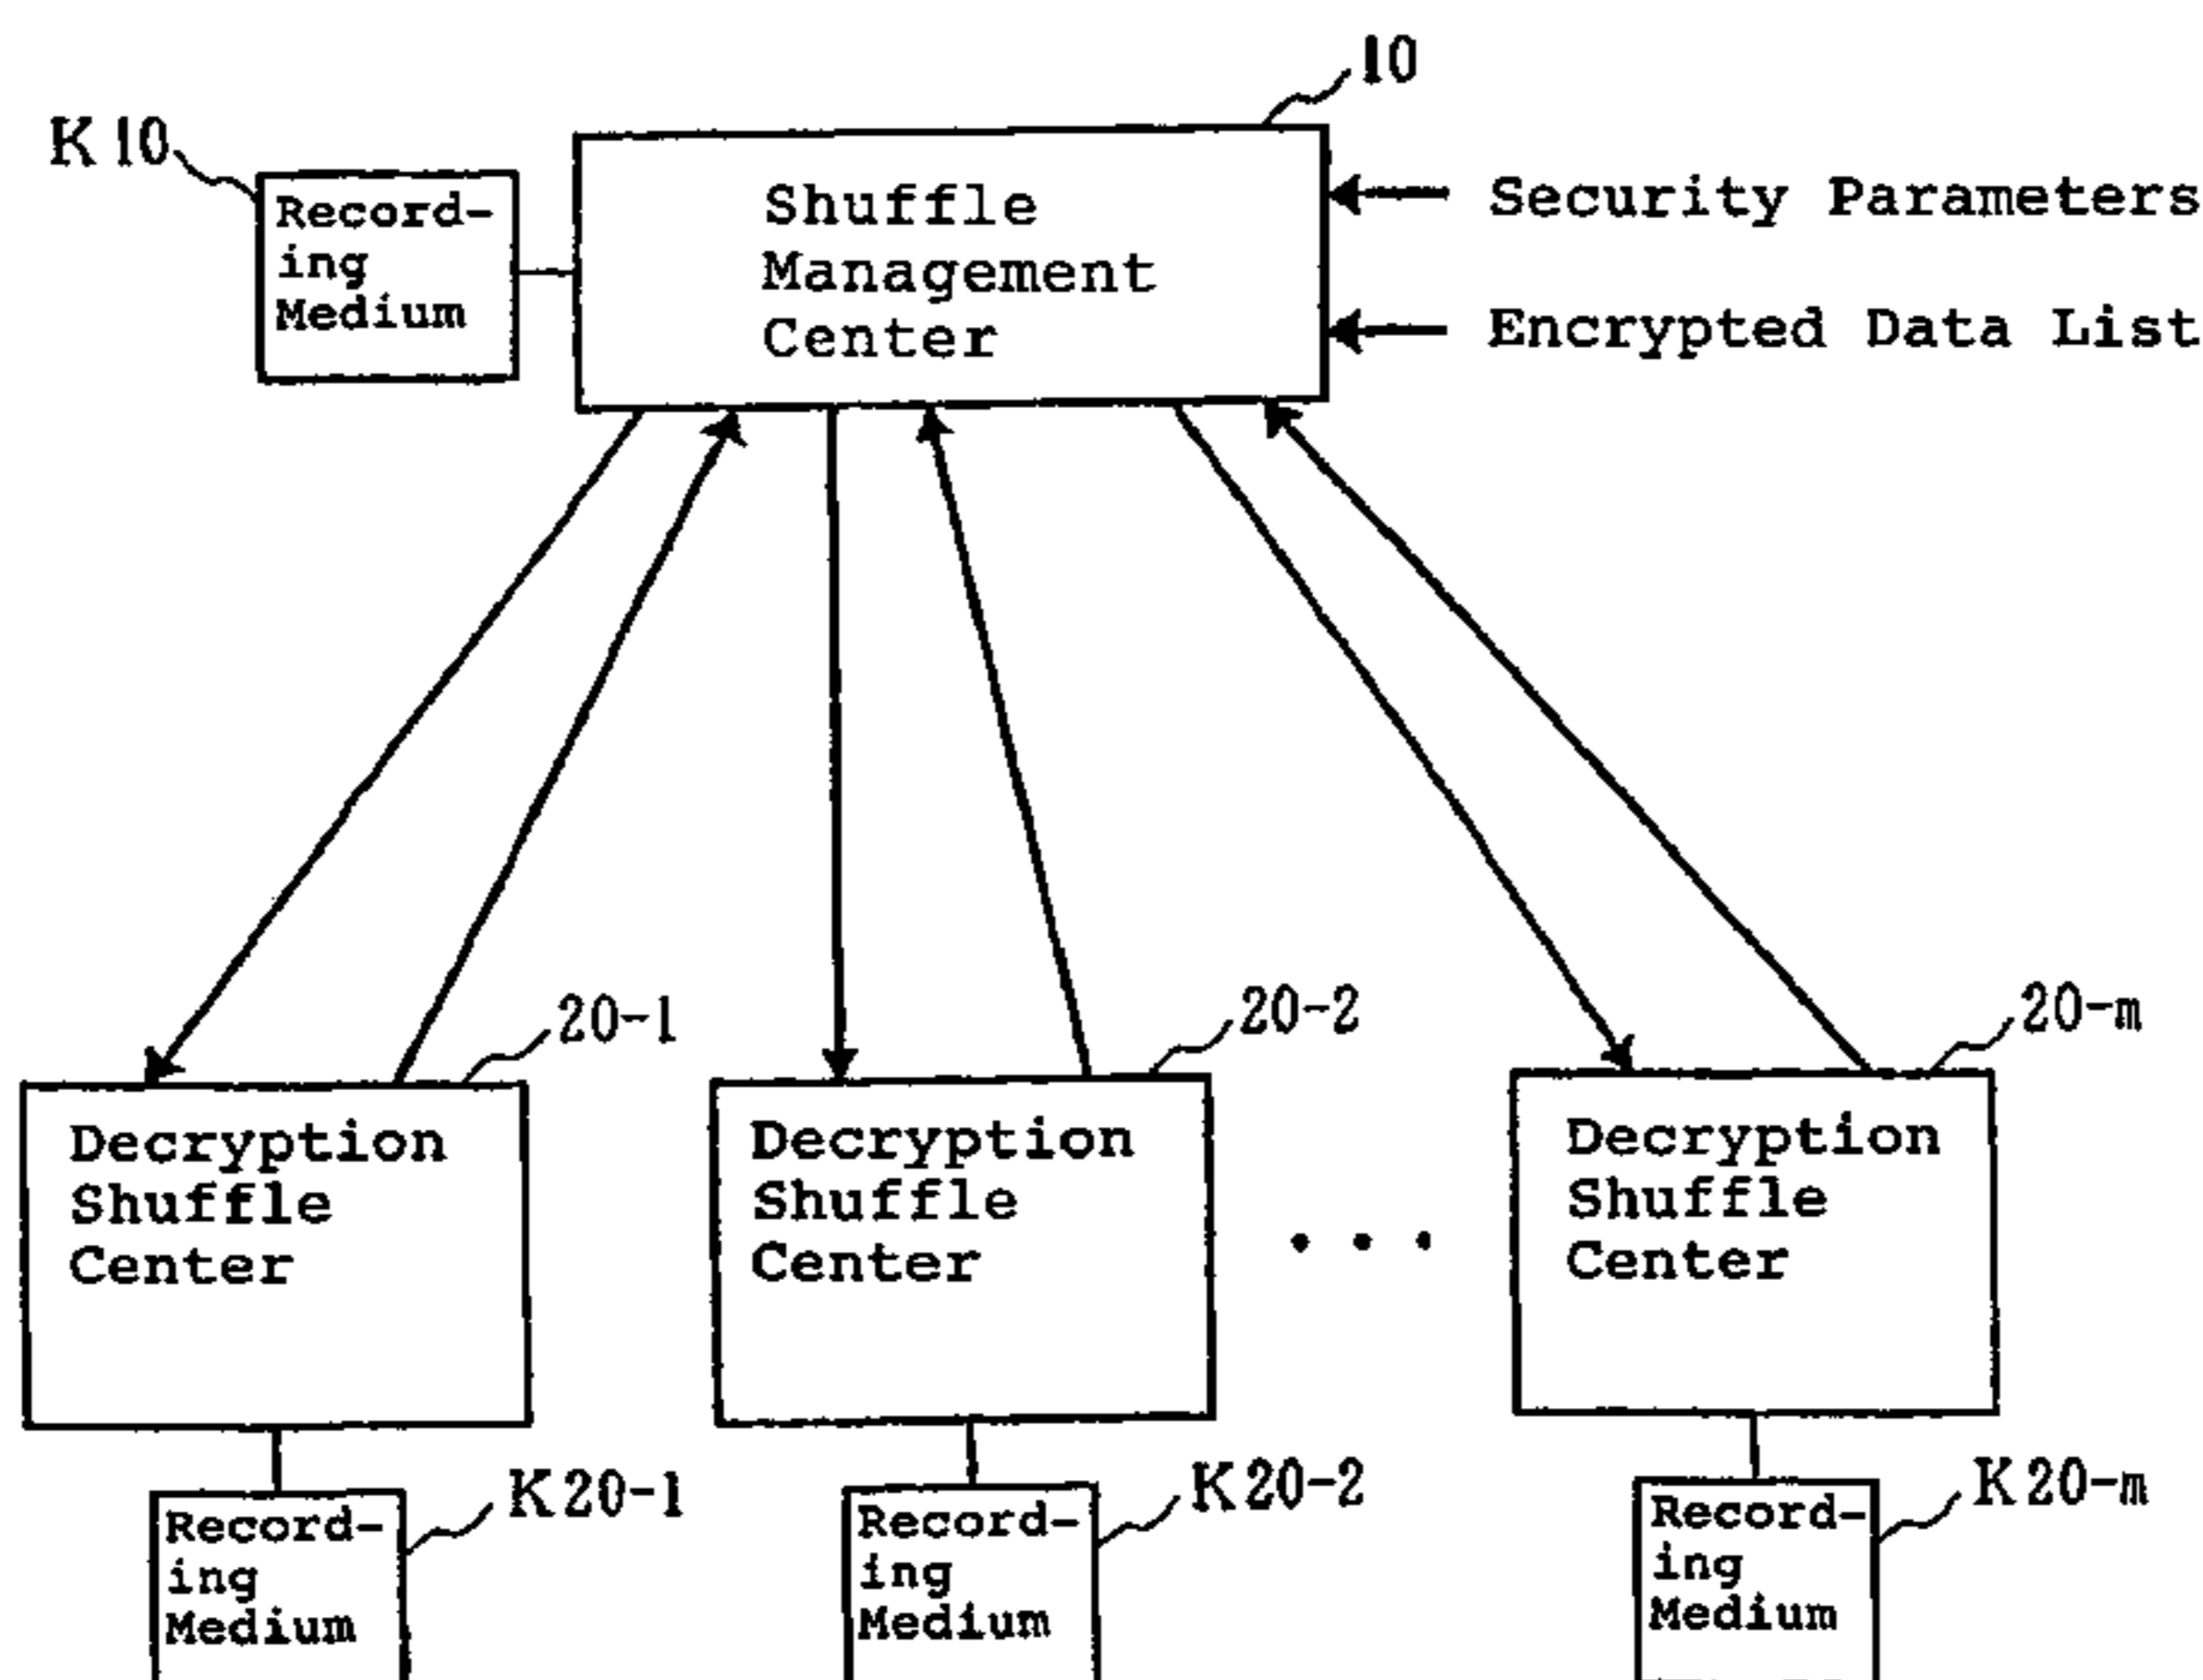 10
K10
Record-
ing
Medium
Shuffle
Management
Center
Security Parameters
Encrypted Data List
20-1
20-2
20-m
Decryption
Shuffle
Center
Decryption
Shuffle
Center
• • •
Decryption
Shuffle
Center
K20-1
K20-2
K20-m
Record-
ing
Medium
Record-
ing
Medium
Record-
ing
Medium